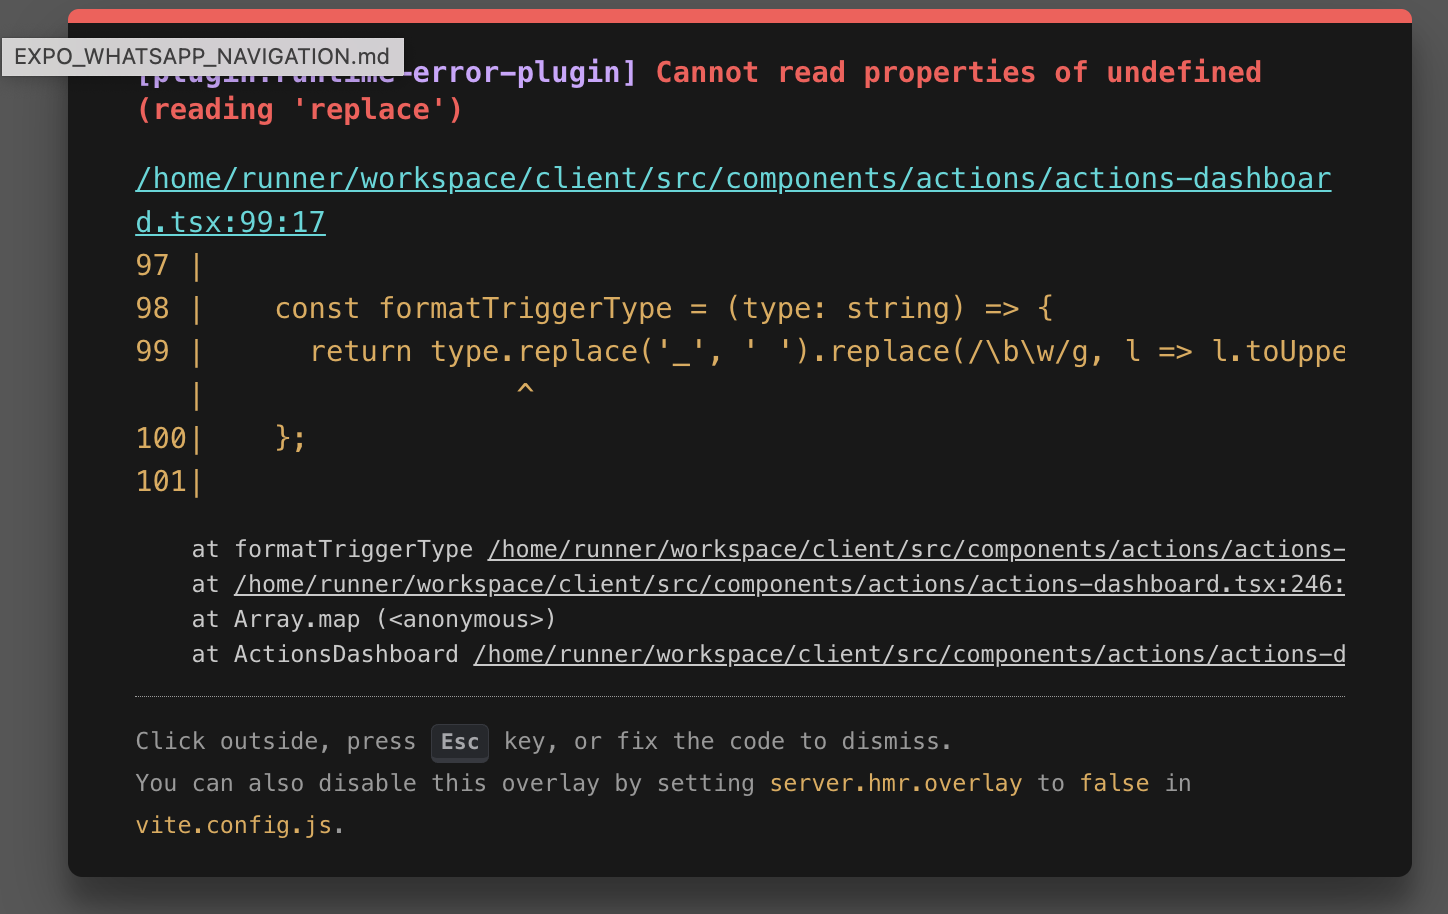 EXPO_WHATSAPP_NAVIGATION.md
-error-plugin] Cannot read properties of undefined
(reading 'replace')
/home/runner/workspace/client/src/components/actions/actions-dashboar
d.tsx:99:17
97 |
98 |    const formatTriggerType = (type: string) => {
99 |      return type.replace('_', ' ').replace(/\b\w/g, l => l.toUppe
   |                  ^
100|    };
101|
at formatTriggerType /home/runner/workspace/client/src/components/actions/actions-
at /home/runner/workspace/client/src/components/actions/actions-dashboard.tsx:246:
at Array.map (<anonymous>)
at ActionsDashboard /home/runner/workspace/client/src/components/actions/actions-d
Click outside, press Esc key, or fix the code to dismiss.
You can also disable this overlay by setting server.hmr.overlay to false in
vite.config.js.